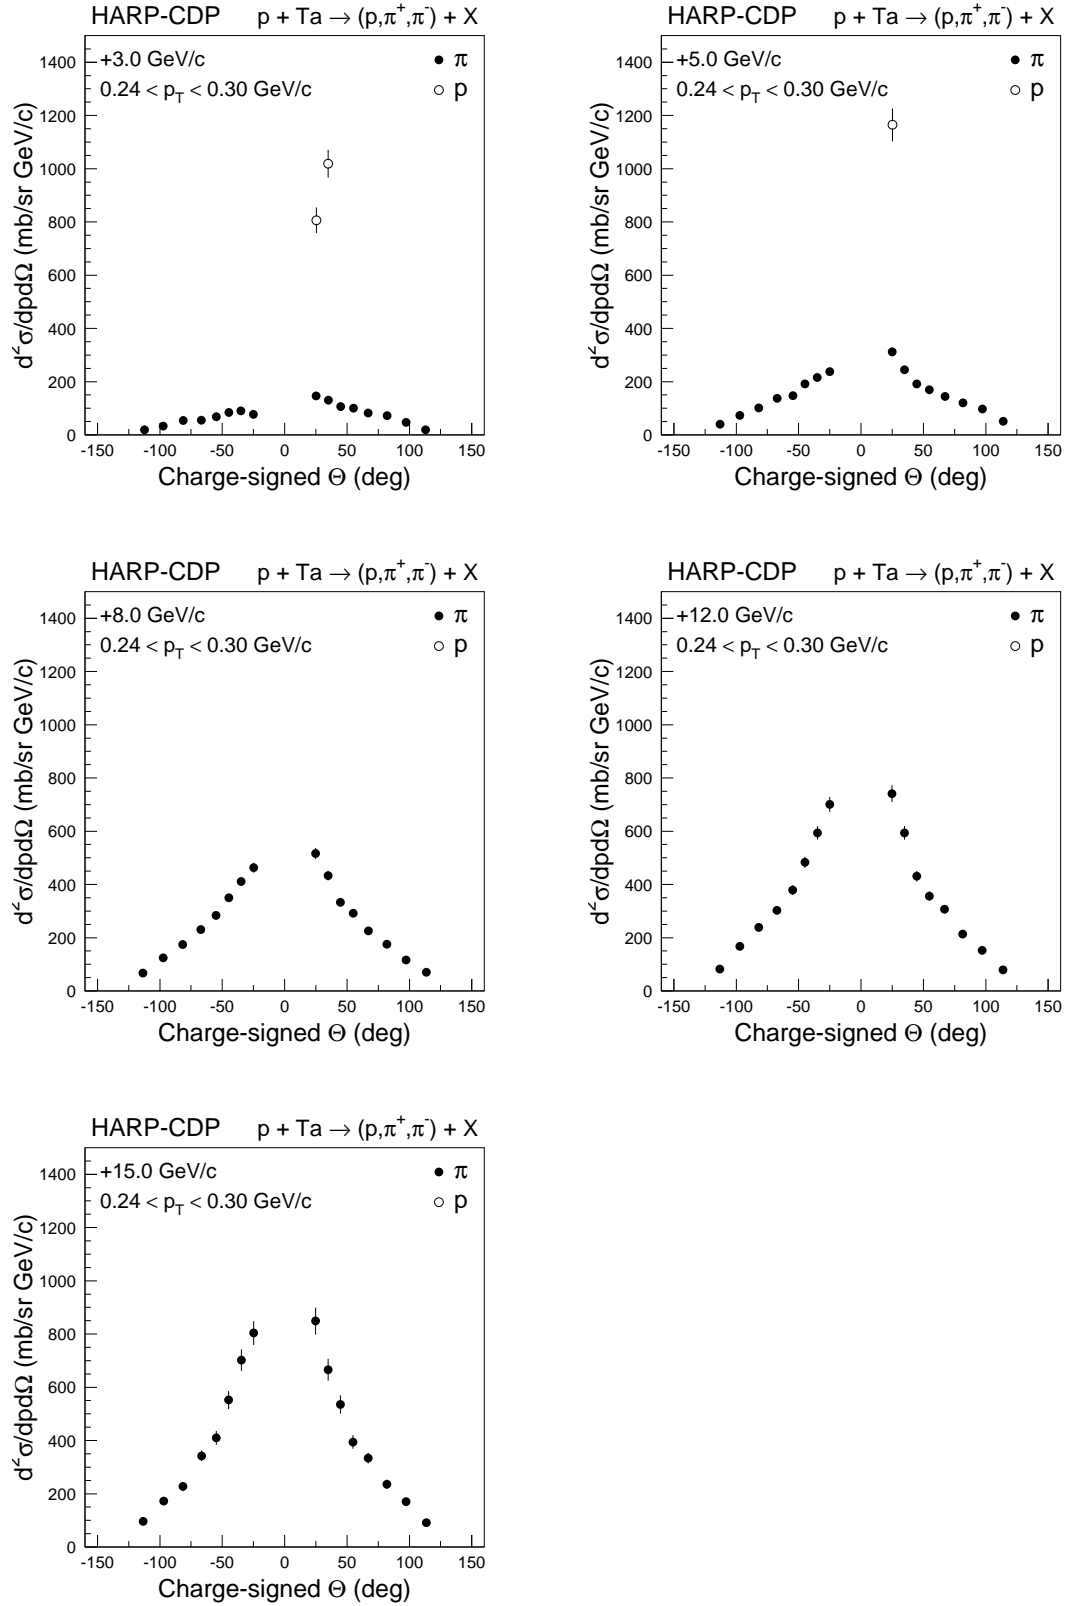 HARP-CDP p + Ta → (p,π⁺,π⁻) + X
+3.0 GeV/c π
0.24 < p_T < 0.30 GeV/c p
d²σ/dpdΩ (mb/sr GeV/c)
1400
1200
1000
800
600
400
200
0
-150 -100 -50 0 50 100 150
Charge-signed Θ (deg)
HARP-CDP p + Ta → (p,π⁺,π⁻) + X
+5.0 GeV/c π
0.24 < p_T < 0.30 GeV/c p
d²σ/dpdΩ (mb/sr GeV/c)
1400
1200
1000
800
600
400
200
0
-150 -100 -50 0 50 100 150
Charge-signed Θ (deg)
HARP-CDP p + Ta → (p,π⁺,π⁻) + X
+8.0 GeV/c π
0.24 < p_T < 0.30 GeV/c p
d²σ/dpdΩ (mb/sr GeV/c)
1400
1200
1000
800
600
400
200
0
-150 -100 -50 0 50 100 150
Charge-signed Θ (deg)
HARP-CDP p + Ta → (p,π⁺,π⁻) + X
+12.0 GeV/c π
0.24 < p_T < 0.30 GeV/c p
d²σ/dpdΩ (mb/sr GeV/c)
1400
1200
1000
800
600
400
200
0
-150 -100 -50 0 50 100 150
Charge-signed Θ (deg)
HARP-CDP p + Ta → (p,π⁺,π⁻) + X
+15.0 GeV/c π
0.24 < p_T < 0.30 GeV/c p
d²σ/dpdΩ (mb/sr GeV/c)
1400
1200
1000
800
600
400
200
0
-150 -100 -50 0 50 100 150
Charge-signed Θ (deg)